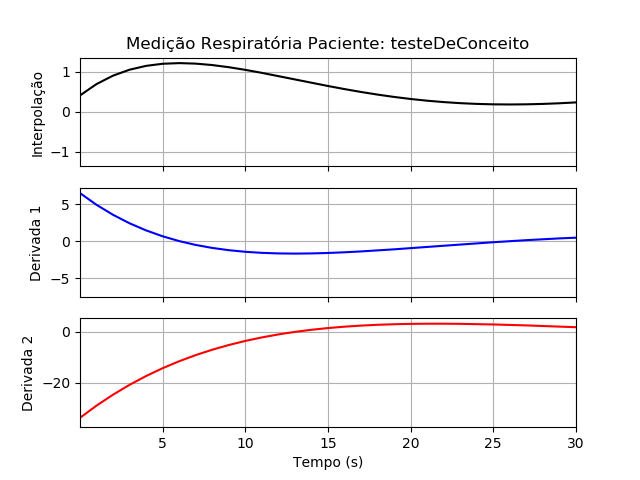 Medição Respiratória Paciente: testeDeConceito
Interpolação
1
0
−1
Derivada 1
5
0
−5
Derivada 2
0
−20
5 10 15 20 25 30
Tempo (s)